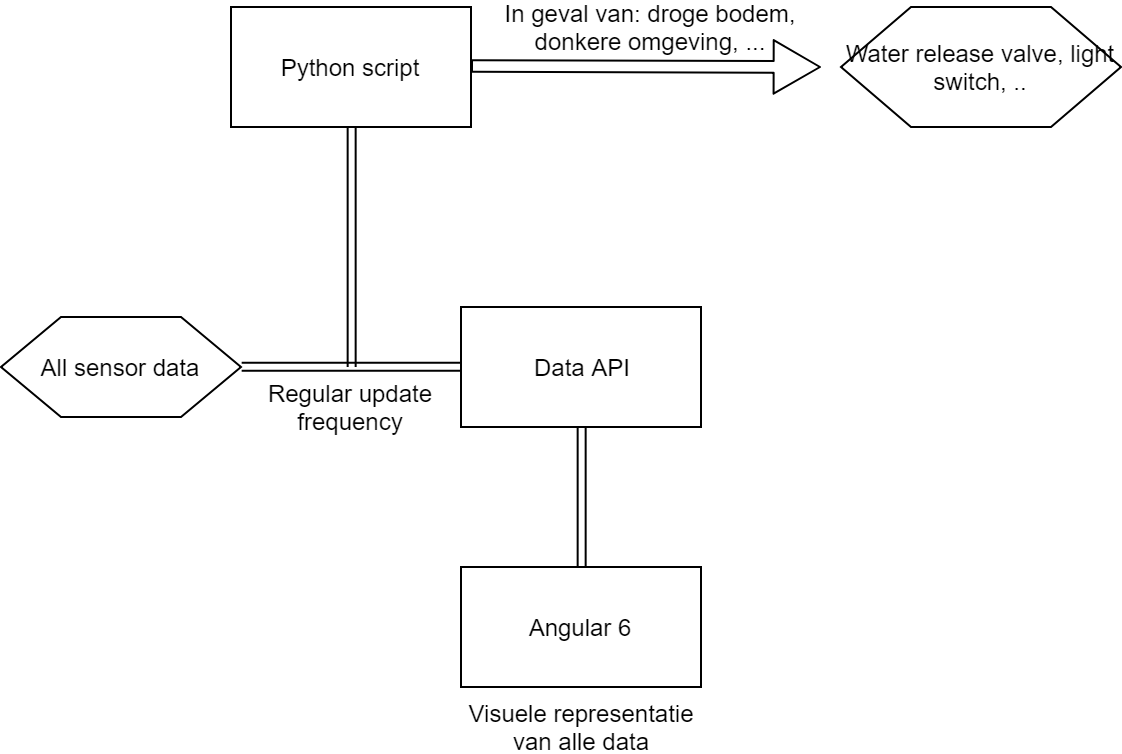 In geval van: droge bodem,
donkere omgeving, ...
Python script
Water release valve, light
switch, ..
All sensor data
Data API
Regular update
frequency
Angular 6
Visuele representatie
van alle data